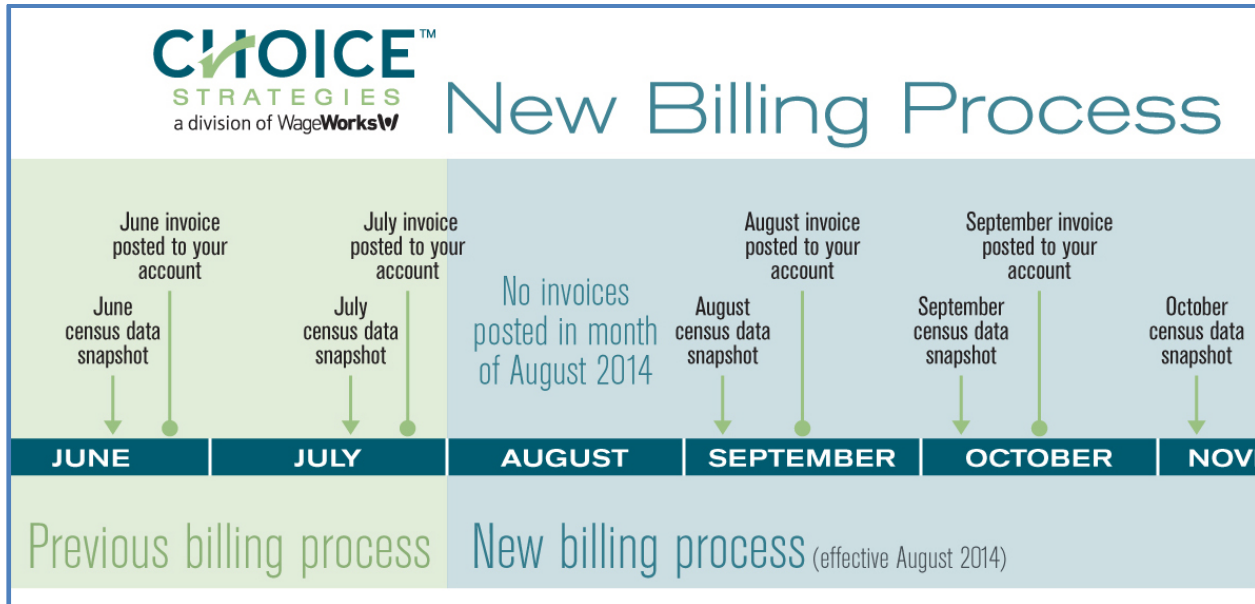 CHOICE™
STRATEGIES
a division of WageWorks
New Billing Process
June invoice
posted to your
account
July invoice
posted to your
account
August invoice
posted to your
account
September invoice
posted to your
account
June
census data
snapshot
July
census data
snapshot
No invoices
posted in month
of August 2014
August
census data
snapshot
September
census data
snapshot
October
census data
snapshot
JUNE
JULY
AUGUST
SEPTEMBER
OCTOBER
NOV
Previous billing process
New billing process (effective August 2014)